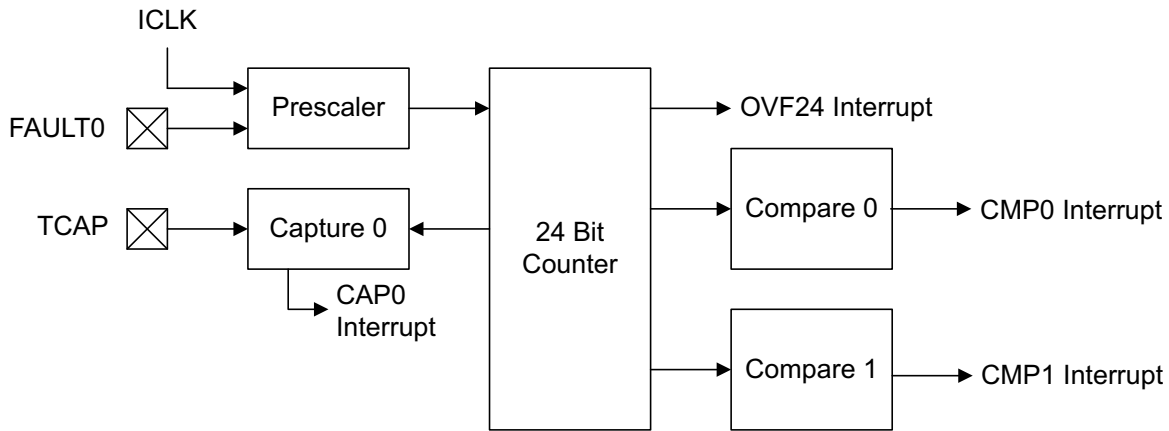 ICLK
Prescaler
FAULT0
OVF24 Interrupt
TCAP
Capture 0
24 Bit
Counter
Compare 0
CMP0 Interrupt
CAP0
Interrupt
Compare 1
CMP1 Interrupt